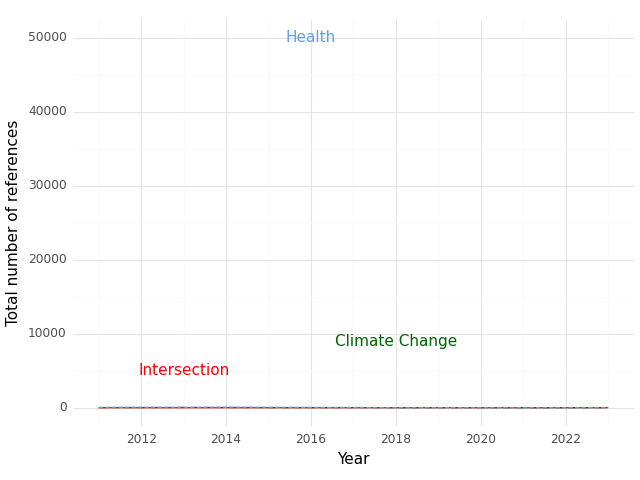 Total number of references
50000
40000
30000
20000
10000
0
Health
Climate Change
Intersection
2012 2014 2016 2018 2020 2022
Year